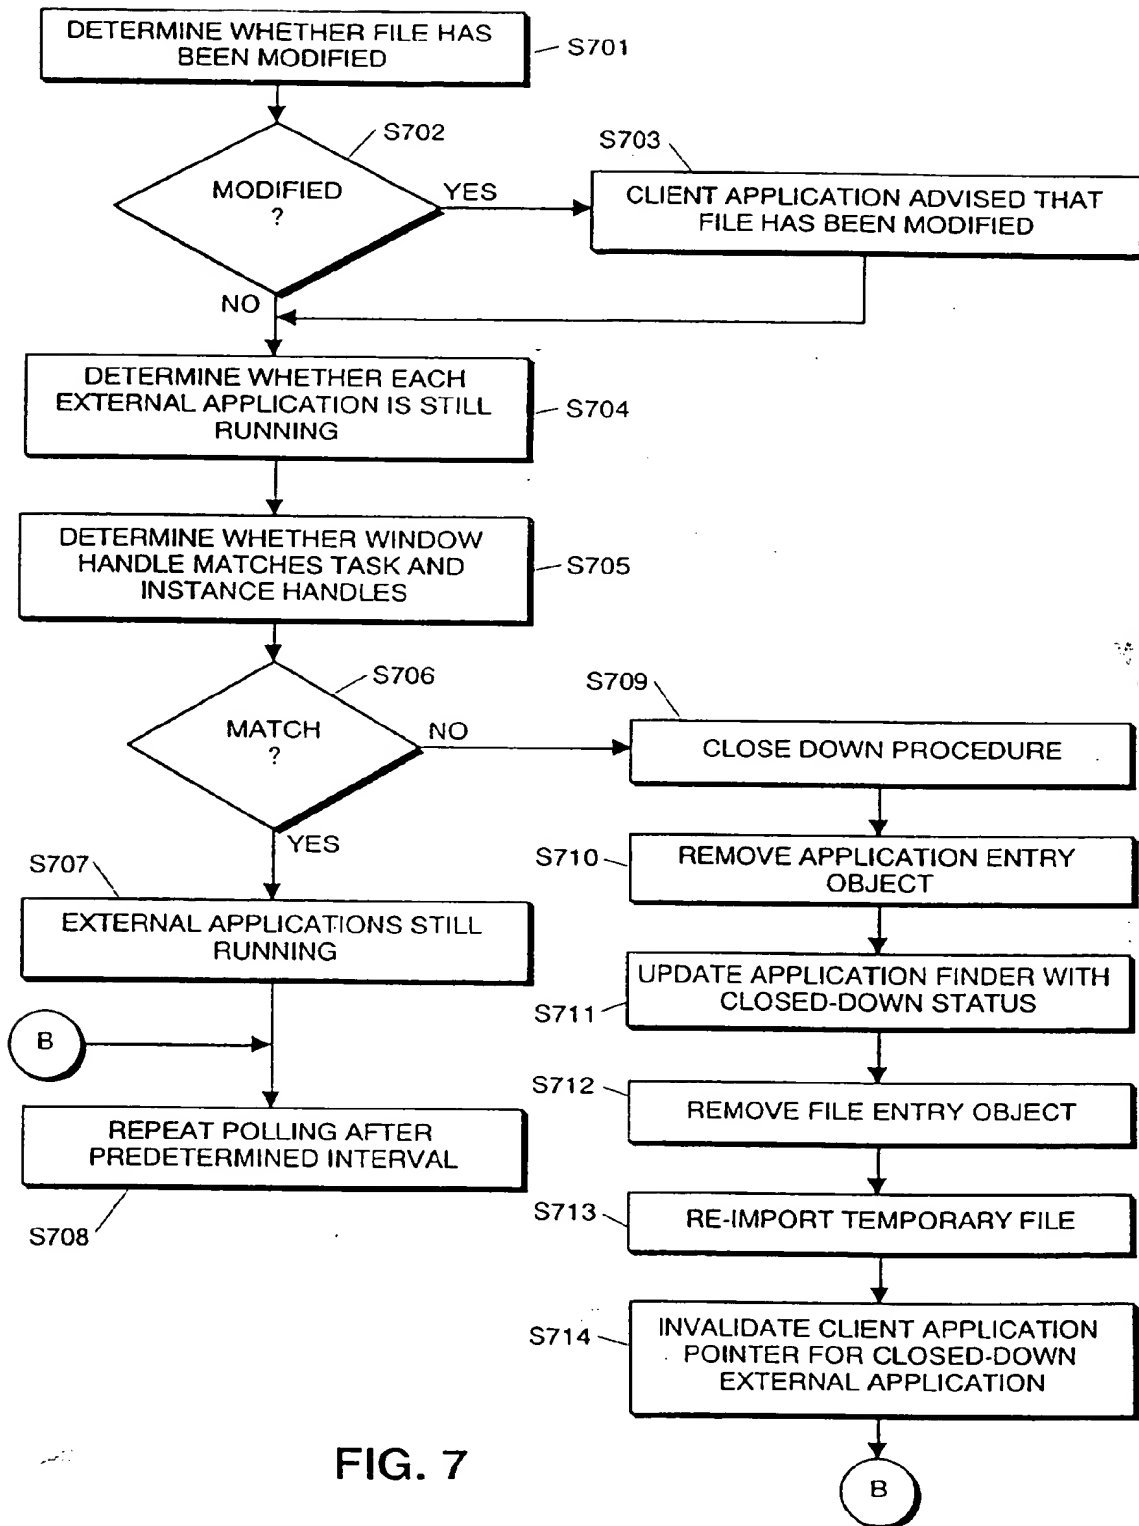 DETERMINE WHETHER FILE HAS
BEEN MODIFIED
S701
S702
MODIFIED
?
YES
NO
S703
CLIENT APPLICATION ADVISED THAT
FILE HAS BEEN MODIFIED
DETERMINE WHETHER EACH
EXTERNAL APPLICATION IS STILL
RUNNING
S704
DETERMINE WHETHER WINDOW
HANDLE MATCHES TASK AND
INSTANCE HANDLES
S705
S706
MATCH
?
NO
YES
S707
EXTERNAL APPLICATIONS STILL
RUNNING
B
REPEAT POLLING AFTER
PREDETERMINED INTERVAL
S708
S709
CLOSE DOWN PROCEDURE
S710
REMOVE APPLICATION ENTRY
OBJECT
S711
UPDATE APPLICATION FINDER WITH
CLOSED-DOWN STATUS
S712
REMOVE FILE ENTRY OBJECT
S713
RE-IMPORT TEMPORARY FILE
S714
INVALIDATE CLIENT APPLICATION
POINTER FOR CLOSED-DOWN
EXTERNAL APPLICATION
B
FIG. 7